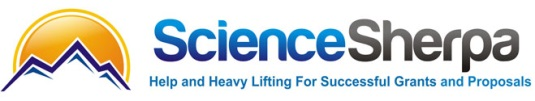 ScienceSherpa
Help and Heavy Lifting For Successful Grants and Proposals